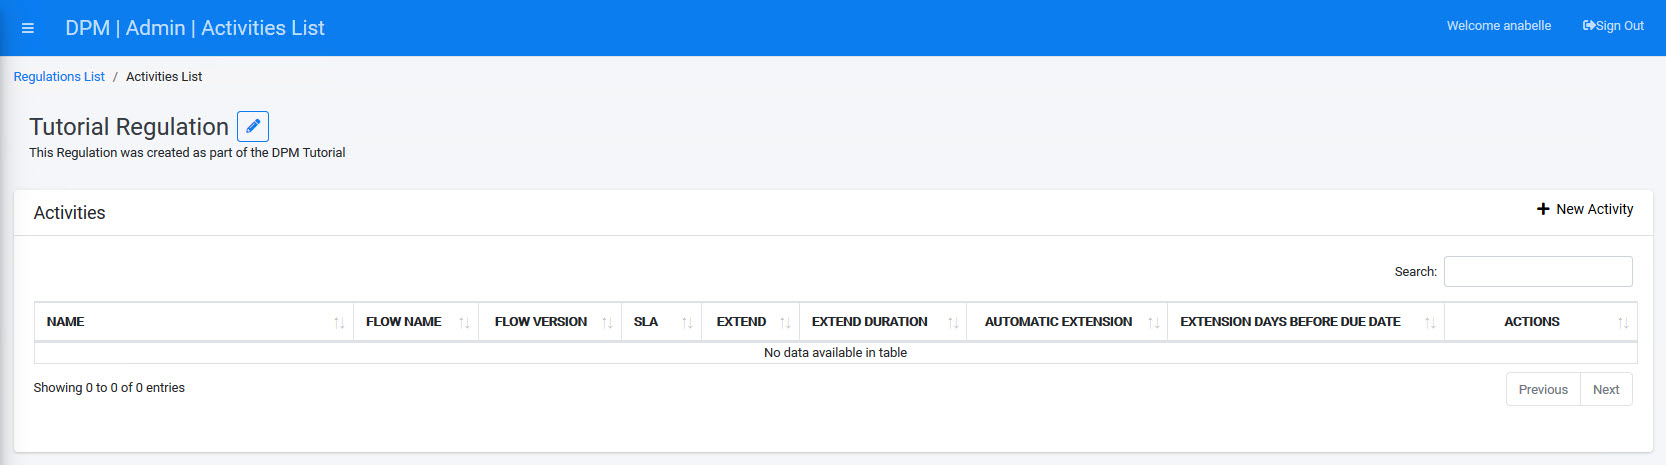 DPM | Admin | Activities List
Welcome anabelle
Sign Out
Regulations List / Activities List
Tutorial Regulation
This Regulation was created as part of the DPM Tutorial
Activities
New Activity
Search:
NAME FLOW NAME FLOW VERSION SLA EXTEND EXTEND DURATION AUTOMATIC EXTENSION EXTENSION DAYS BEFORE DUE DATE ACTIONS
No data available in table
Showing 0 to 0 of 0 entries
Previous Next